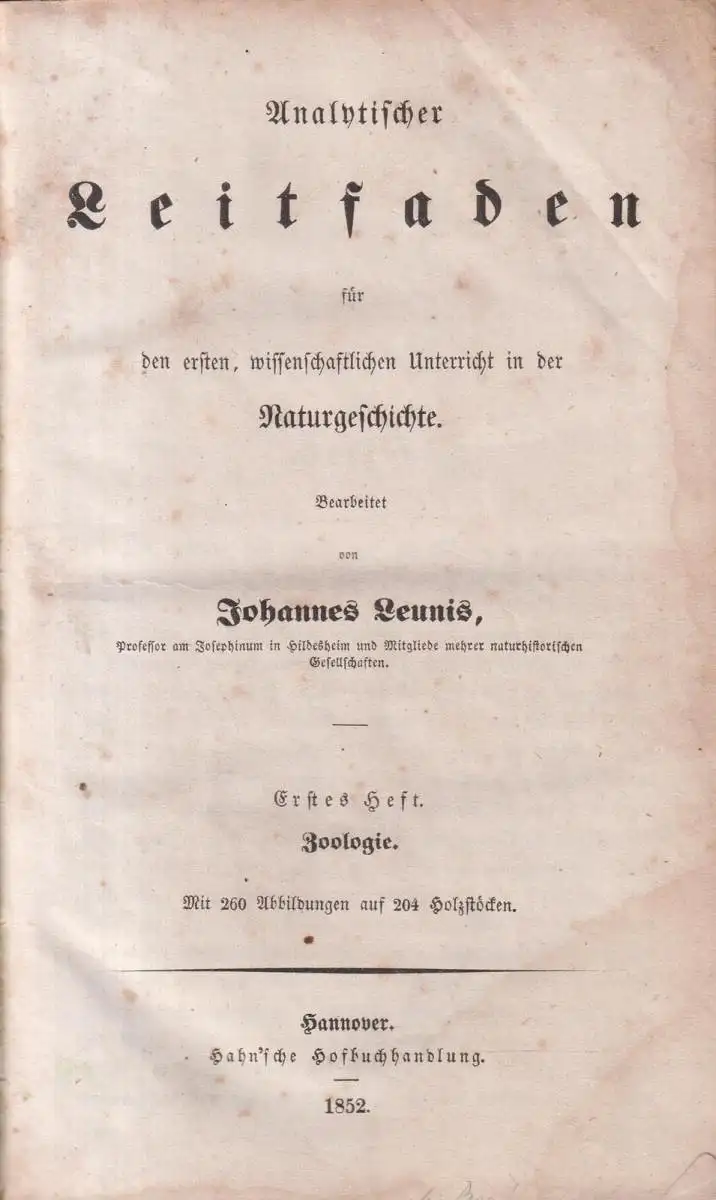 Analytischer
Leitfaden
für
den ersten, wissenschaftlichen Unterricht in der
Naturgeschichte.
Bearbeitet
von
Johannes Leunis,
Professor am Josephinum in Hildesheim und Mitgliede mehrer naturhistorischen
Gesellschaften.
Erstes Heft.
Zoologie.
Mit 260 Abbildungen auf 204 Holzstöcken.
Hannover.
Hahn'sche Hofbuchhandlung.
1852.